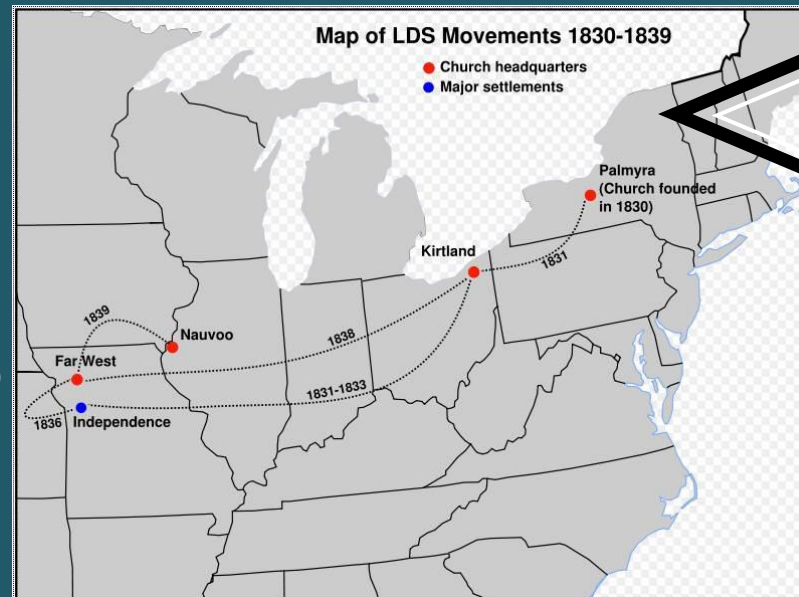 Map of LDS Movements 1830-1839
Church headquarters
Major settlements
Palmyra
(Church founded
in 1830)
Kirtland
1831
1839
Nauvoo
1838
Far West
1831-1833
1836
Independence